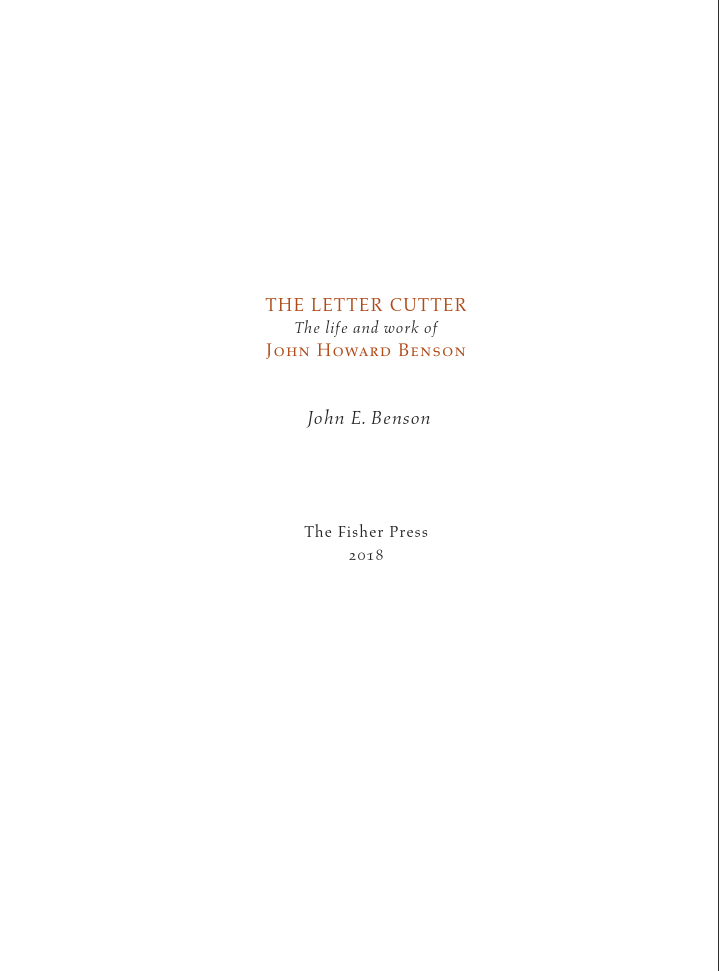 THE LETTER CUTTER
The life and work of
John Howard Benson
John E. Benson
The Fisher Press
2018